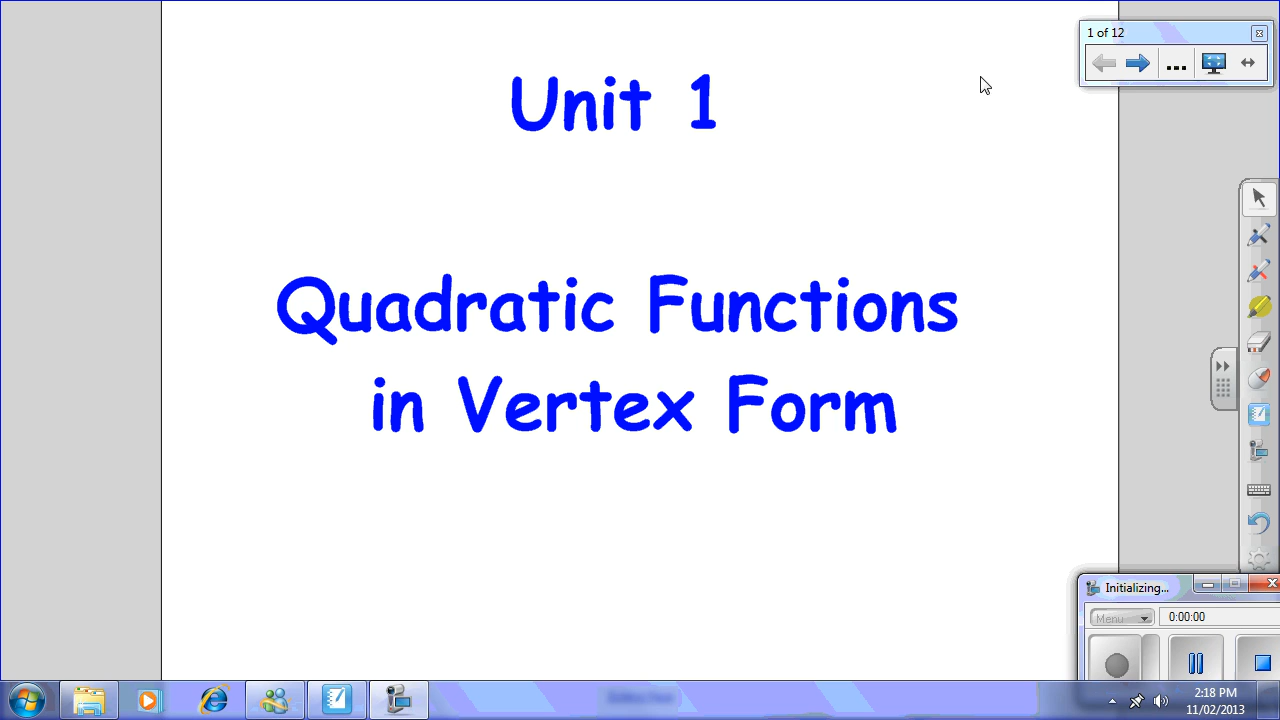 1 of 12
Unit 1
Quadratic Functions
in Vertex Form
Initializing...
Menu
0:00:00
2:18 PM
11/02/2013